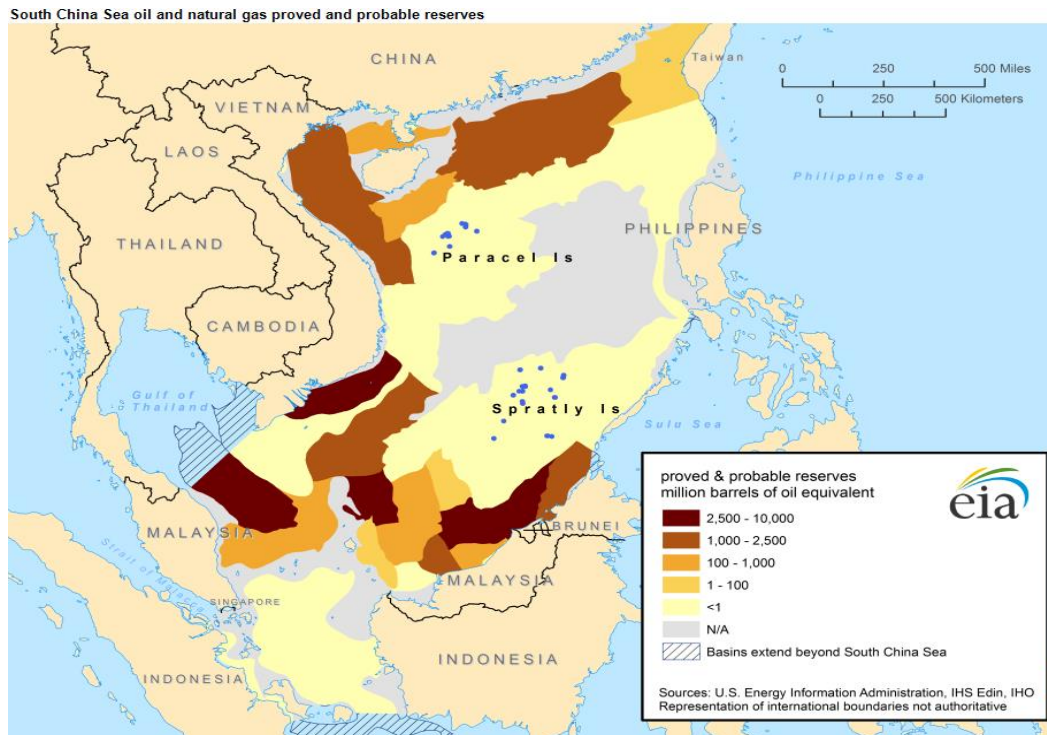 South China Sea oil and natural gas proved and probable reserves
CHINA
Taiwan
0 250 500 Miles
0 250 500 Kilometers
VIETNAM
LAOS
Philippine Sea
THAILAND
PHILIPPINES
Paracel Is
CAMBODIA
Gulf of
Thailand
Spratly Is
Sulu Sea
MALAYSIA
BRUNEI
Strait of Malacca
MALAYSIA
SINGAPORE
INDONESIA
INDONESIA
proved & probable reserves
million barrels of oil equivalent
eia
2,500 - 10,000
1,000 - 2,500
100 - 1,000
1 - 100
<1
N/A
Basins extend beyond South China Sea
Sources: U.S. Energy Information Administration, IHS Edin, IHO
Representation of international boundaries not authoritative